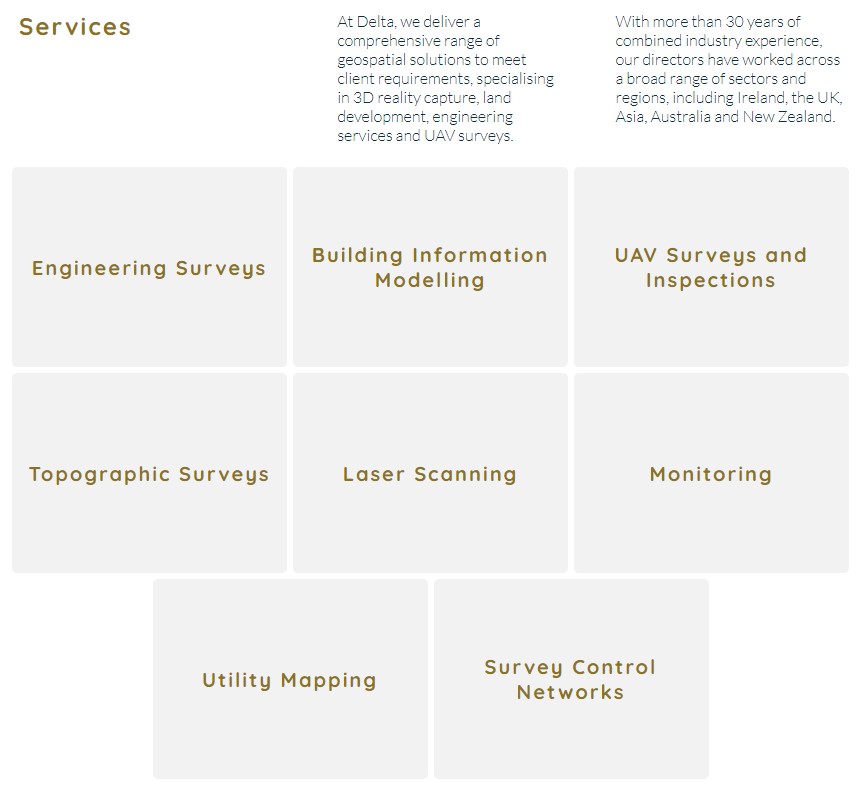 Services
At Delta, we deliver a
comprehensive range of
geospatial solutions to meet
client requirements, specialising
in 3D reality capture, land
development, engineering
services and UAV surveys.
With more than 30 years of
combined industry experience,
our directors have worked across
a broad range of sectors and
regions, including Ireland, the UK,
Asia, Australia and New Zealand.
Engineering Surveys
Building Information
Modelling
UAV Surveys and
Inspections
Topographic Surveys
Laser Scanning
Monitoring
Utility Mapping
Survey Control
Networks